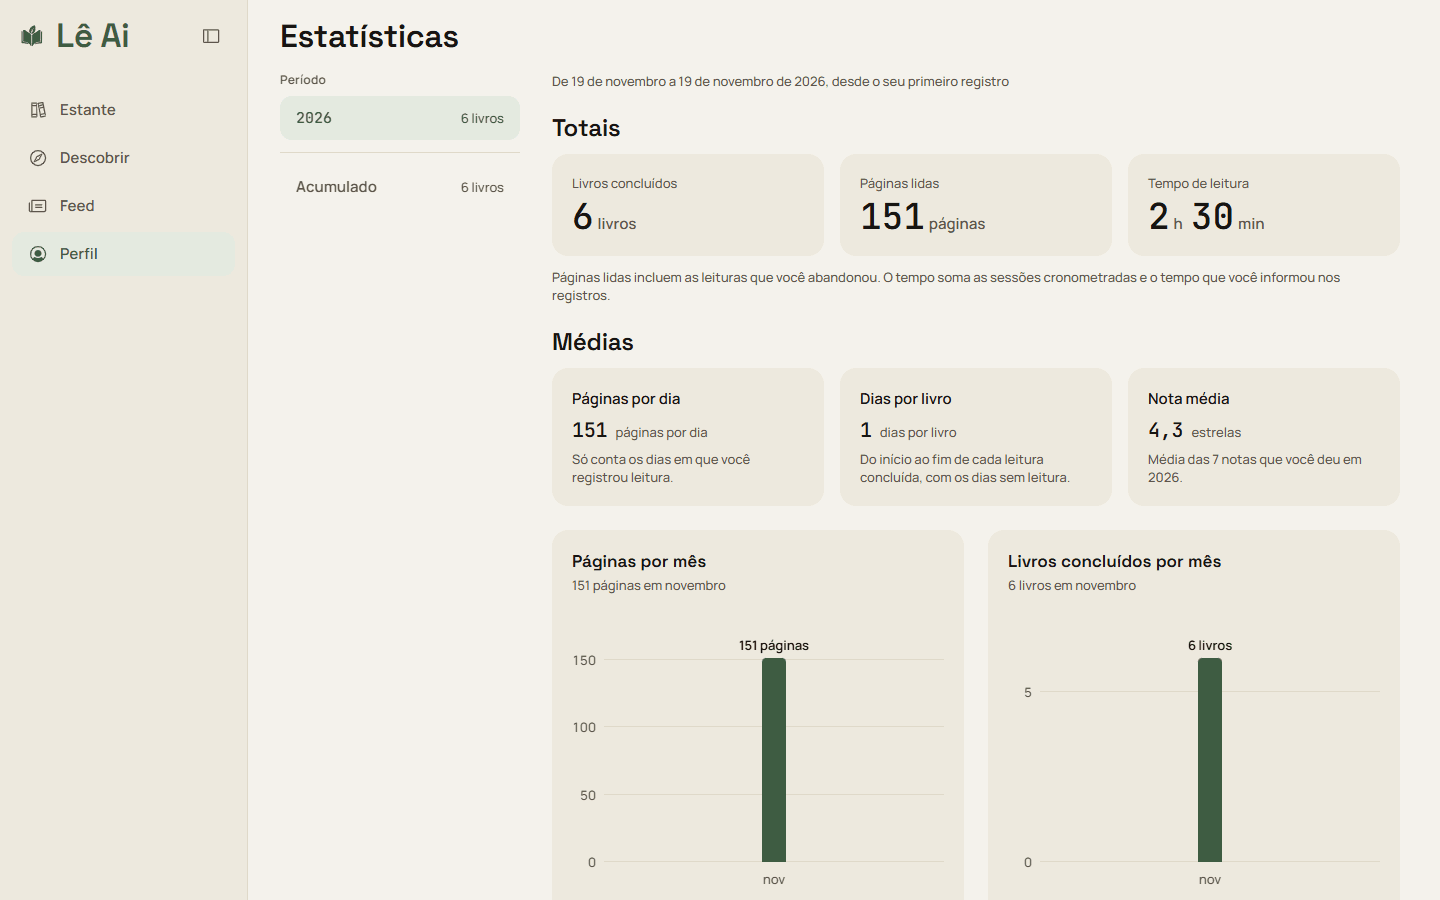 Lê Ai
Estante
Descobrir
Feed
Perfil
Estatísticas
Período
2026 6 livros
Acumulado 6 livros
De 19 de novembro a 19 de novembro de 2026, desde o seu primeiro registro
Totais
Livros concluídos
6 livros
Páginas lidas
151 páginas
Tempo de leitura
2 h 30 min
Páginas lidas incluem as leituras que você abandonou. O tempo soma as sessões cronometradas e o tempo que você informou nos
registros.
Médias
Páginas por dia
151 páginas por dia
Só conta os dias em que você
registrou leitura.
Dias por livro
1 dias por livro
Do início ao fim de cada leitura
concluída, com os dias sem leitura.
Nota média
4,3 estrelas
Média das 7 notas que você deu em
2026.
Páginas por mês
151 páginas em novembro
151 páginas
150
100
50
0
nov
Livros concluídos por mês
6 livros em novembro
6 livros
5
0
nov